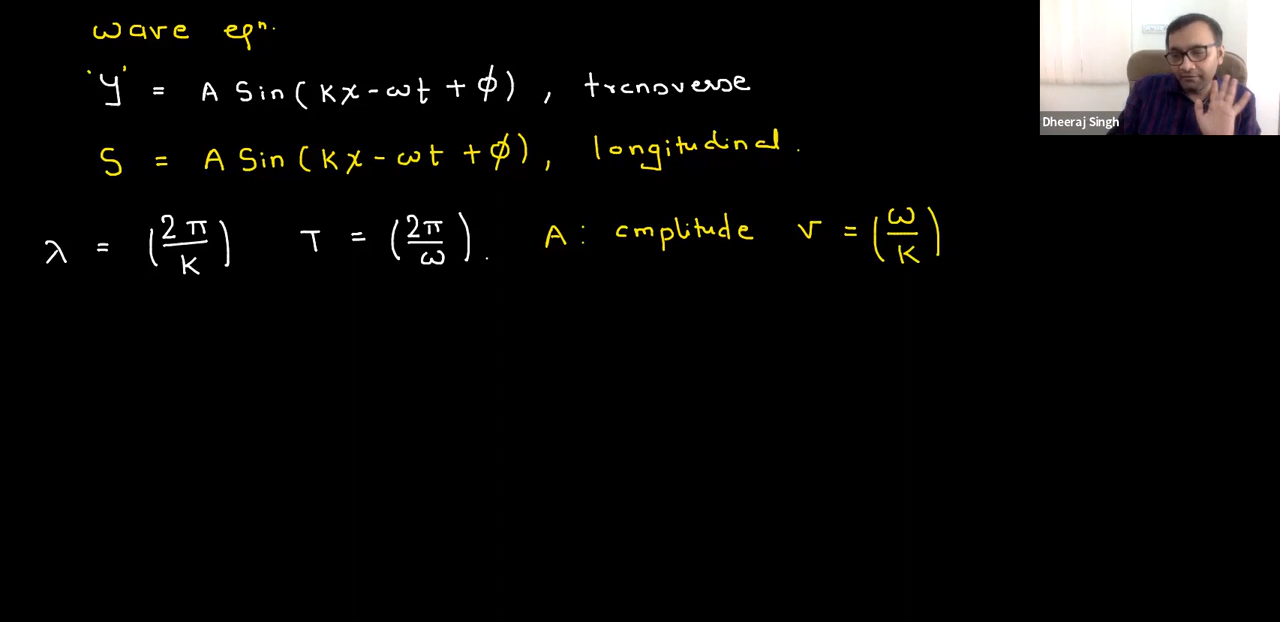 wave eqⁿ.
'y' = A Sin(Kx - ωt + ϕ), transverse
Dheeraj Singh
S = A Sin(Kx - ωt + ϕ), longitudinal.
λ = (2π/K) T = (2π/ω). A: amplitude v = (ω/K)